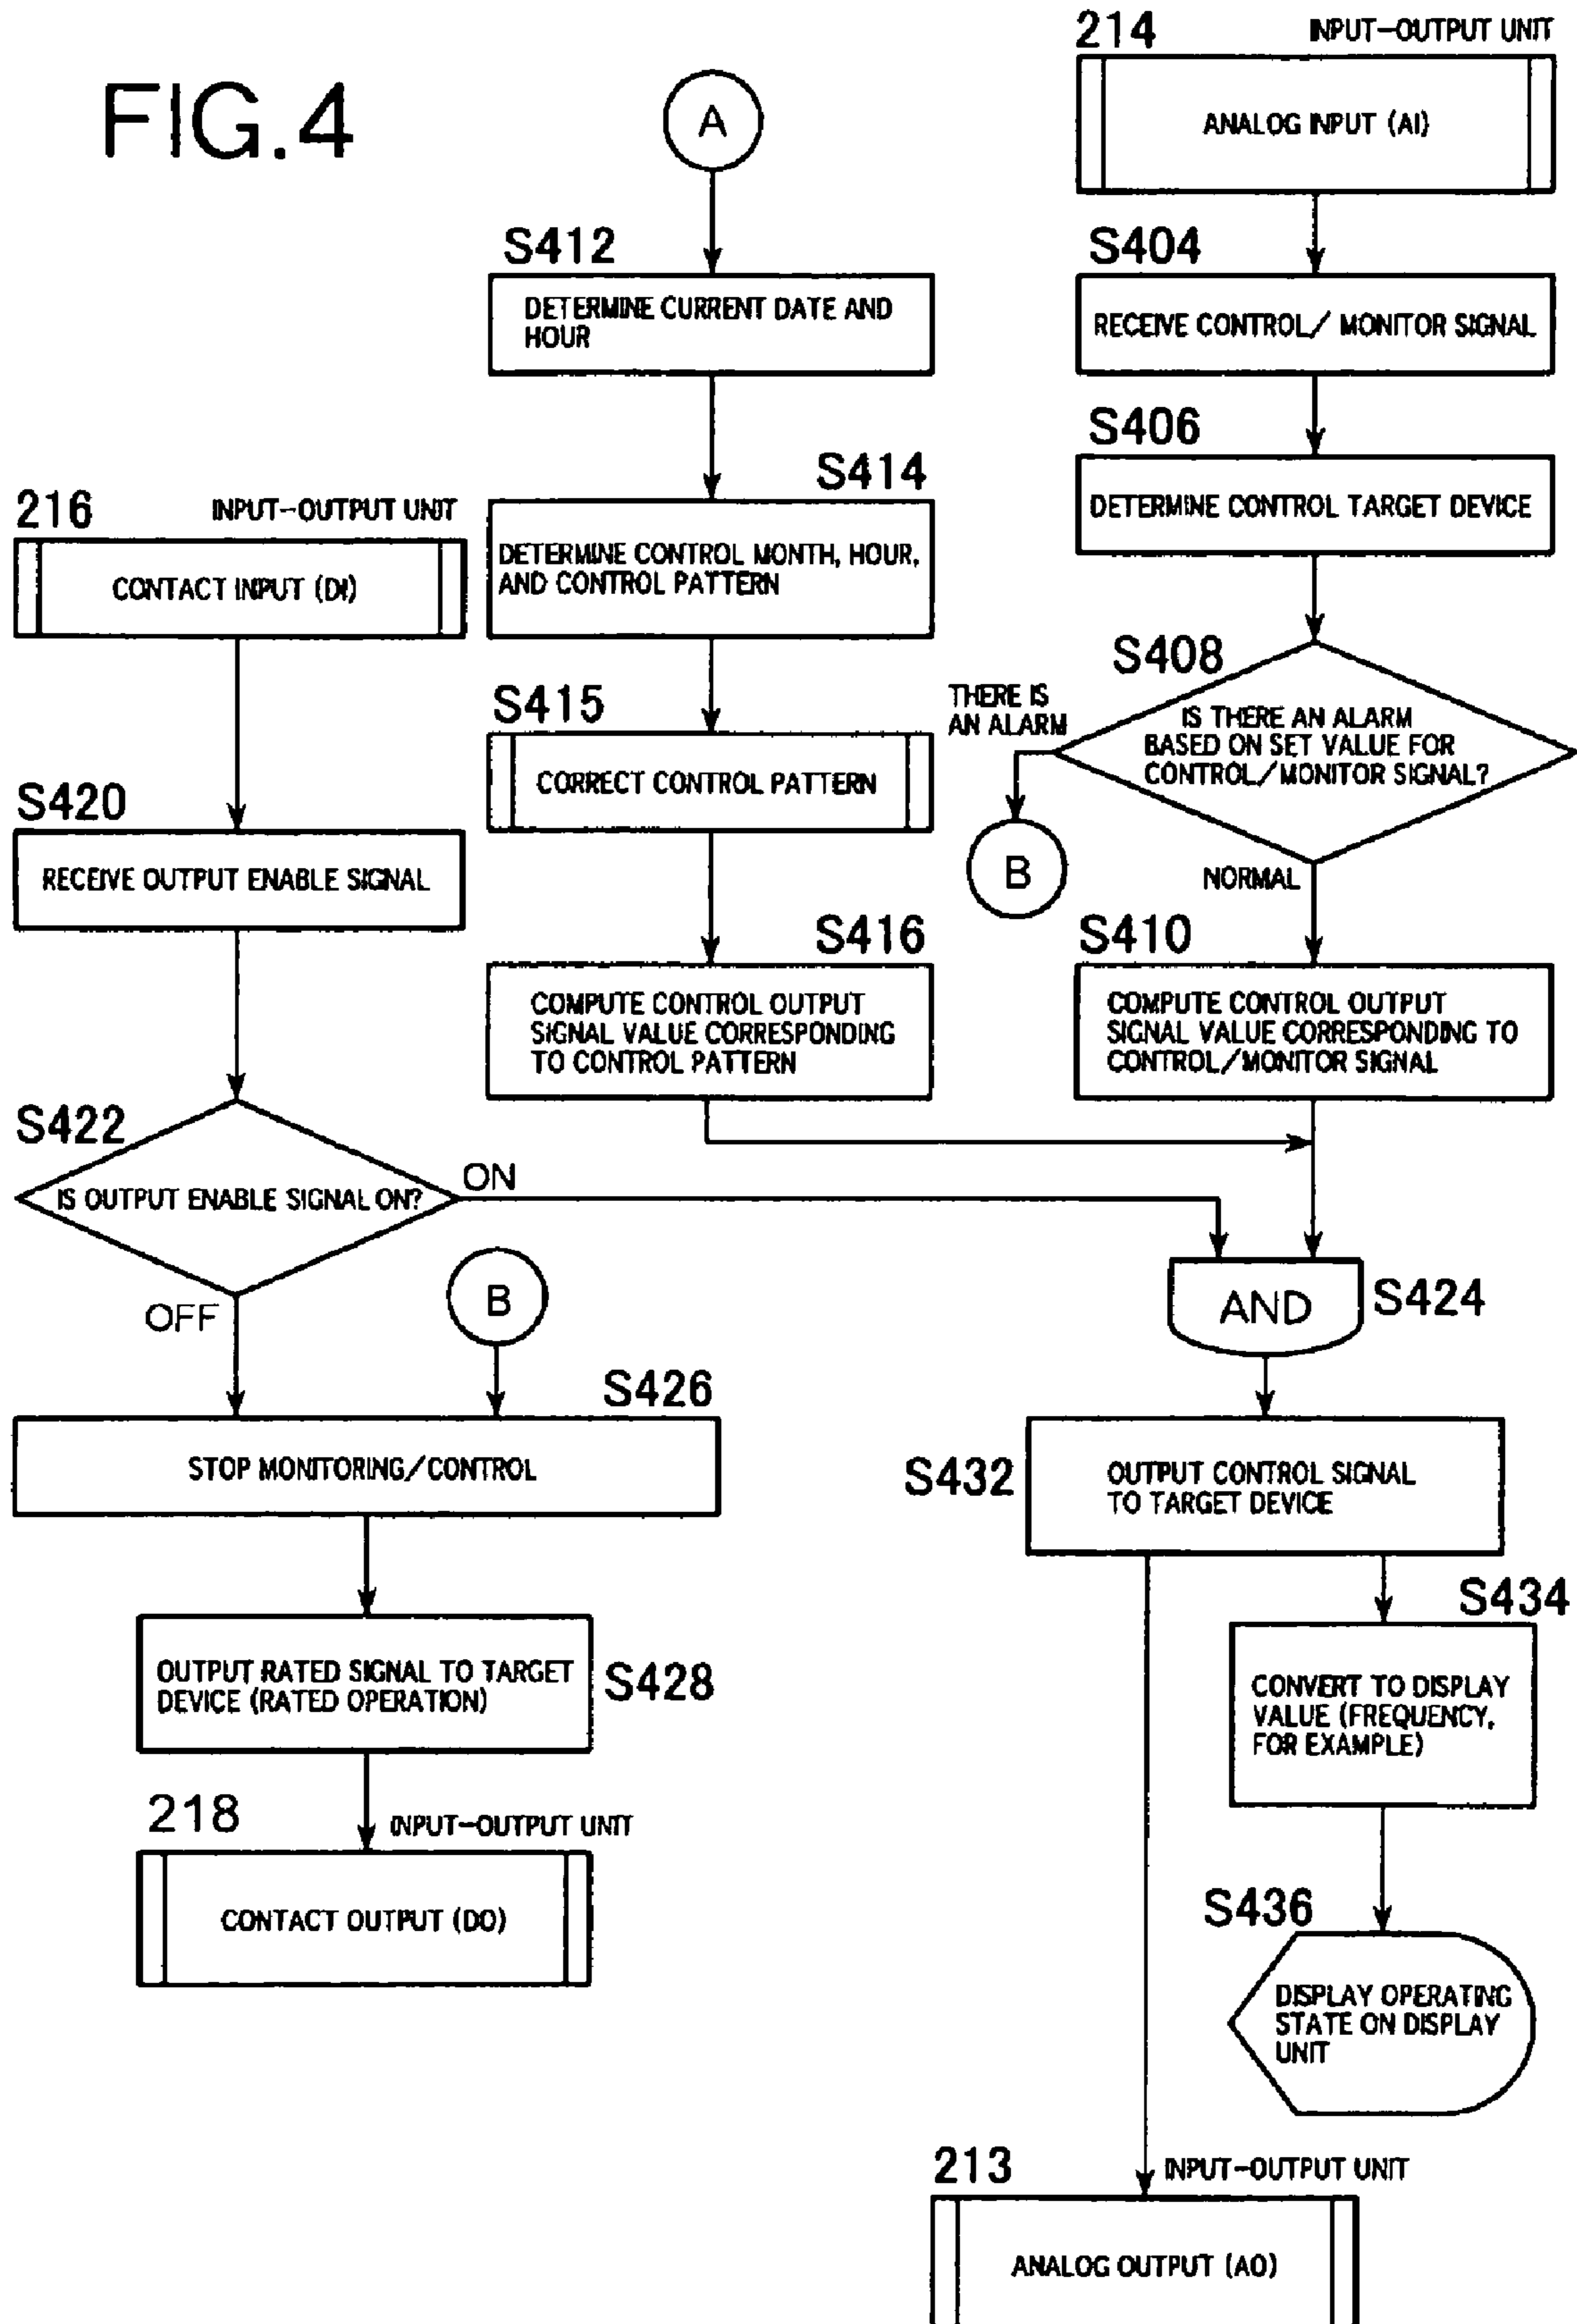 FIG.4
A
S412
DETERMINE CURRENT DATE AND
HOUR
S414
DETERMINE CONTROL MONTH, HOUR,
AND CONTROL PATTERN
S415
CORRECT CONTROL PATTERN
S416
COMPUTE CONTROL OUTPUT
SIGNAL VALUE CORRESPONDING
TO CONTROL PATTERN
214
INPUT-OUTPUT UNIT
ANALOG INPUT (AI)
S404
RECEIVE CONTROL/ MONITOR SIGNAL
S406
DETERMINE CONTROL TARGET DEVICE
S408
IS THERE AN ALARM
BASED ON SET VALUE FOR
CONTROL/MONITOR SIGNAL?
THERE IS
AN ALARM
B
NORMAL
S410
COMPUTE CONTROL OUTPUT
SIGNAL VALUE CORRESPONDING TO
CONTROL/MONITOR SIGNAL
216
INPUT-OUTPUT UNIT
CONTACT INPUT (DI)
S420
RECEIVE OUTPUT ENABLE SIGNAL
S422
IS OUTPUT ENABLE SIGNAL ON?
ON
OFF
B
AND
S424
S426
STOP MONITORING/CONTROL
OUTPUT RATED SIGNAL TO TARGET
DEVICE (RATED OPERATION)
S428
218
INPUT-OUTPUT UNIT
CONTACT OUTPUT (DO)
S432
OUTPUT CONTROL SIGNAL
TO TARGET DEVICE
S434
CONVERT TO DISPLAY
VALUE (FREQUENCY,
FOR EXAMPLE)
S436
DISPLAY OPERATING
STATE ON DISPLAY
UNIT
213
INPUT-OUTPUT UNIT
ANALOG OUTPUT (AO)